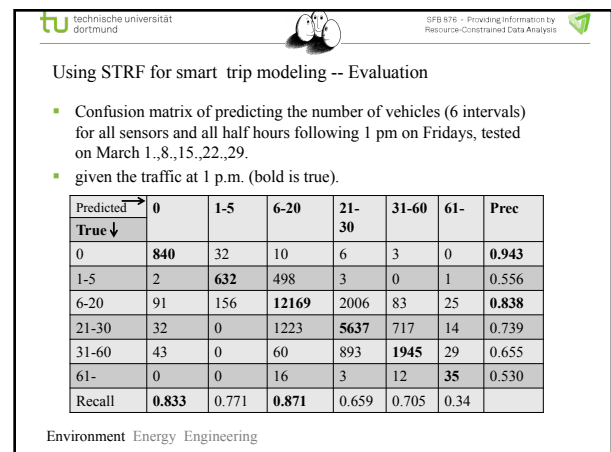 technische universität
dortmund
SFB 876 - Providing Information by
Resource-Constrained Data Analysis
Using STRF for smart trip modeling -- Evaluation
▪ Confusion matrix of predicting the number of vehicles (6 intervals)
for all sensors and all half hours following 1 pm on Fridays, tested
on March 1.,8.,15.,22.,29.
▪ given the traffic at 1 p.m. (bold is true).
Predicted → 0 1-5 6-20 21- 31-60 61- Prec
30
True ↓
0 840 32 10 6 3 0 0.943
1-5 2 632 498 3 0 1 0.556
6-20 91 156 12169 2006 83 25 0.838
21-30 32 0 1223 5637 717 14 0.739
31-60 43 0 60 893 1945 29 0.655
61- 0 0 16 3 12 35 0.530
Recall 0.833 0.771 0.871 0.659 0.705 0.34
Environment Energy Engineering